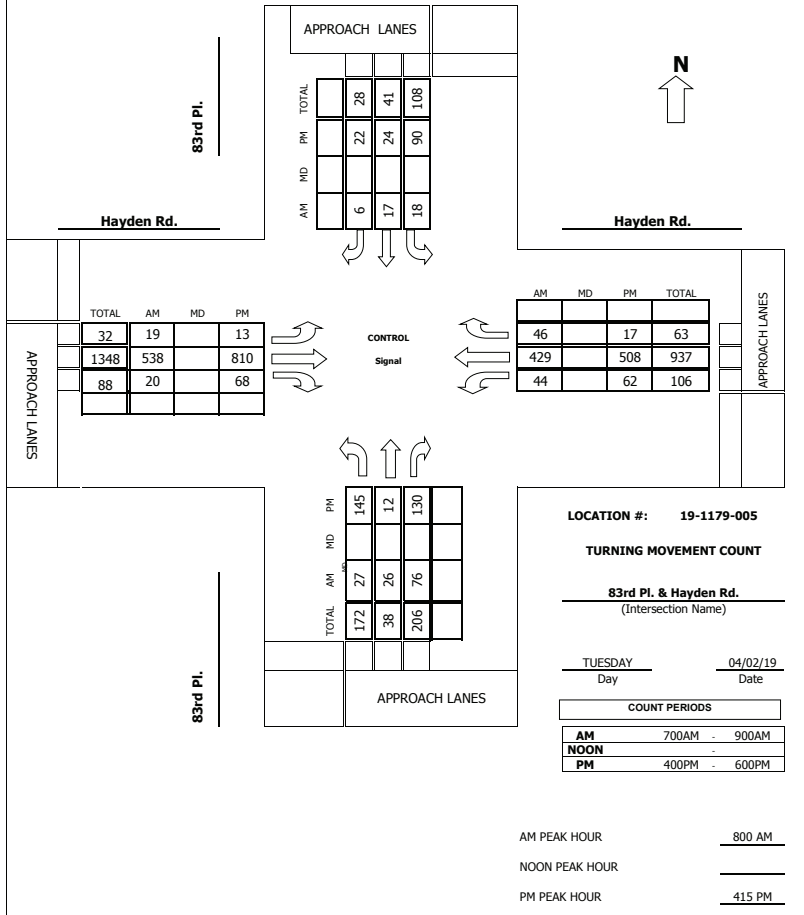 APPROACH LANES
N
83rd Pl.
TOTAL 28 41 108
PM 22 24 90
MD
AM 6 17 18
Hayden Rd.
Hayden Rd.
TOTAL AM MD PM
32 19 13
1348 538 810
88 20 68
APPROACH LANES
CONTROL
Signal
AM MD PM TOTAL
46 17 63
429 508 937
44 62 106
APPROACH LANES
PM 145 12 130
MD
MD
AM 27 26 76
TOTAL 172 38 206
APPROACH LANES
83rd Pl.
LOCATION #: 19-1179-005
TURNING MOVEMENT COUNT
83rd Pl. & Hayden Rd.
(Intersection Name)
TUESDAY 04/02/19
Day Date
COUNT PERIODS
AM 700AM - 900AM
NOON -
PM 400PM - 600PM
AM PEAK HOUR 800 AM
NOON PEAK HOUR
PM PEAK HOUR 415 PM